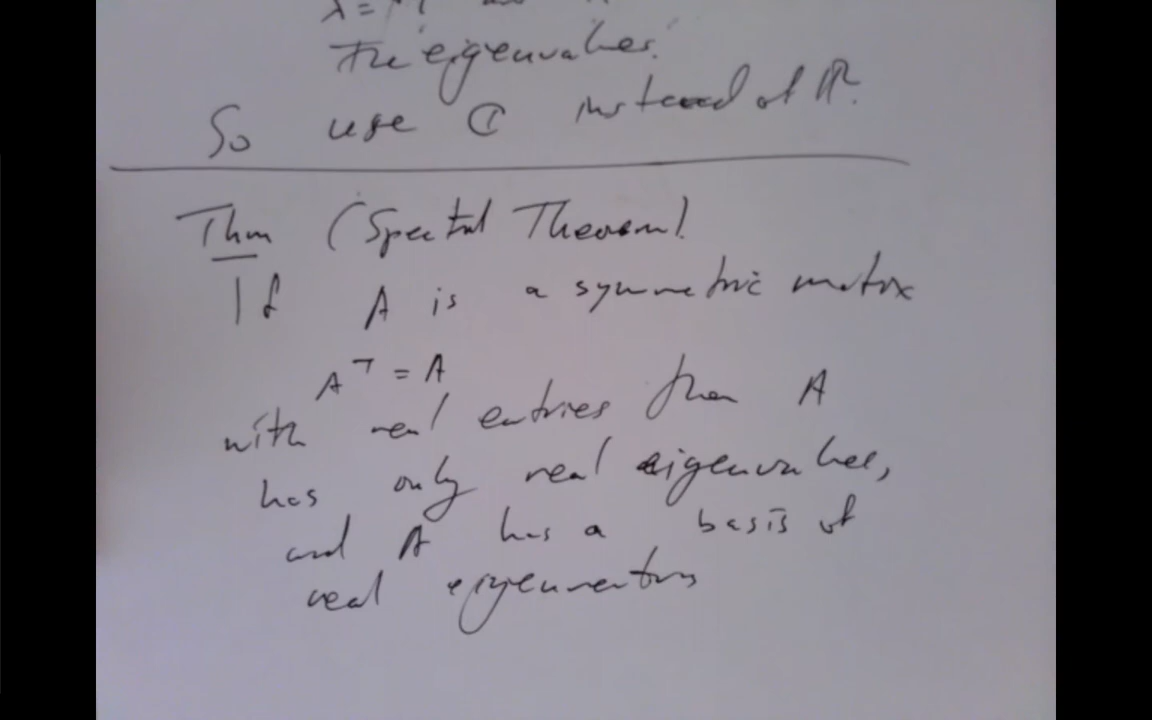 λ =
the eigenvalues.
So use ℂ instead of ℝ.
Thm (Spectral Theorem).
If A is a symmetric matrix
Aᵀ = A
with real entries then A
has only real eigenvalues,
and A has a basis of
real eigenvectors